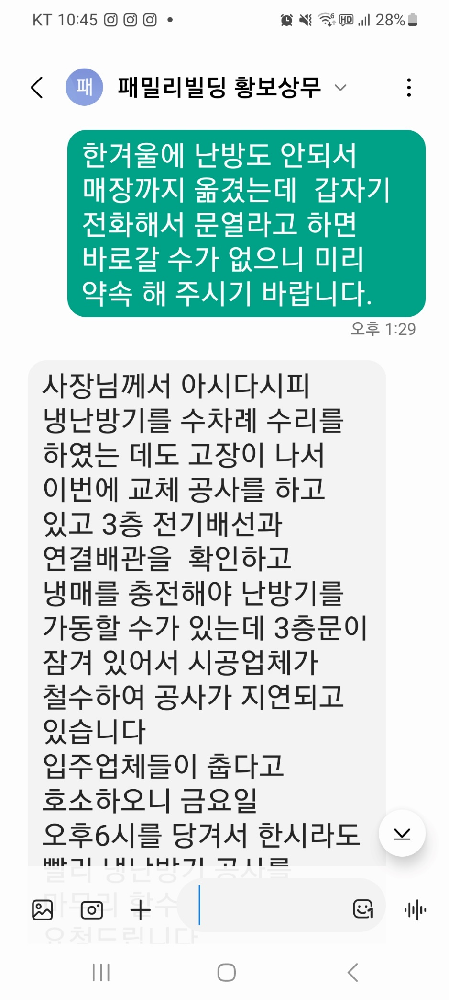 KT 10:45
HD 28%
패 패밀리빌딩 황보상무
한겨울에 난방도 안되서
매장까지 옮겼는데 갑자기
전화해서 문열라고 하면
바로갈 수가 없으니 미리
약속 해 주시기 바랍니다.
오후 1:29
사장님께서 아시다시피
냉난방기를 수차례 수리를
하였는 데도 고장이 나서
이번에 교체 공사를 하고
있고 3층 전기배선과
연결배관을 확인하고
냉매를 충전해야 난방기를
가동할 수가 있는데 3층문이
잠겨 있어서 시공업체가
철수하여 공사가 지연되고
있습니다
입주업체들이 춥다고
호소하오니 금요일
오후6시를 당겨서 한시라도
빨리 냉난방기 공사를
마무리 할수
요청드립니다